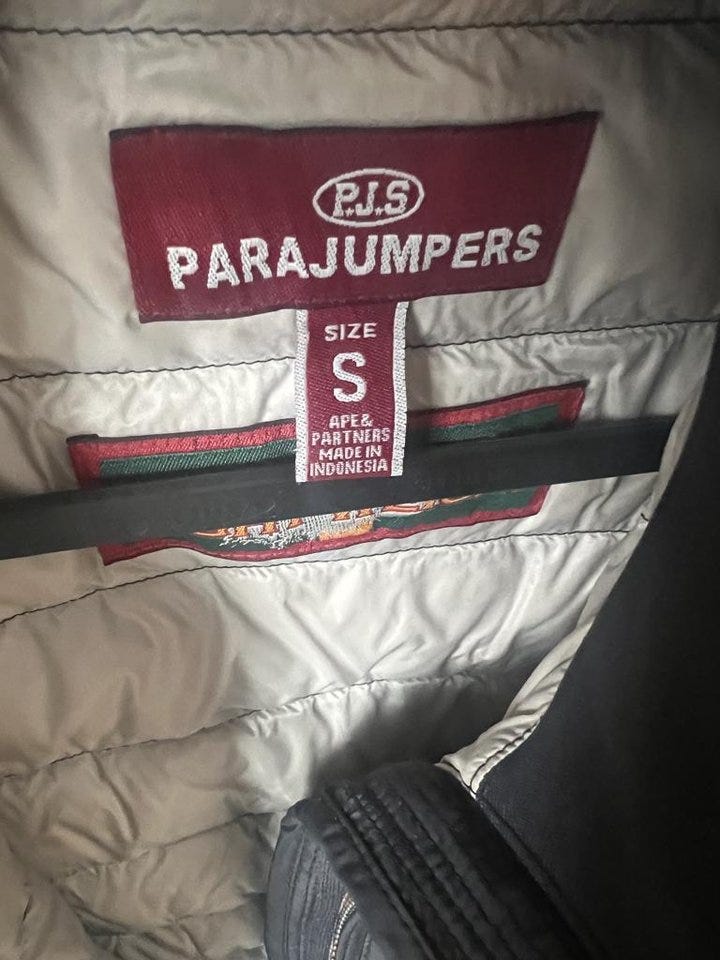 P.J.S
PARAJUMPERS
SIZE
S
APE&
PARTNERS
MADE IN
INDONESIA